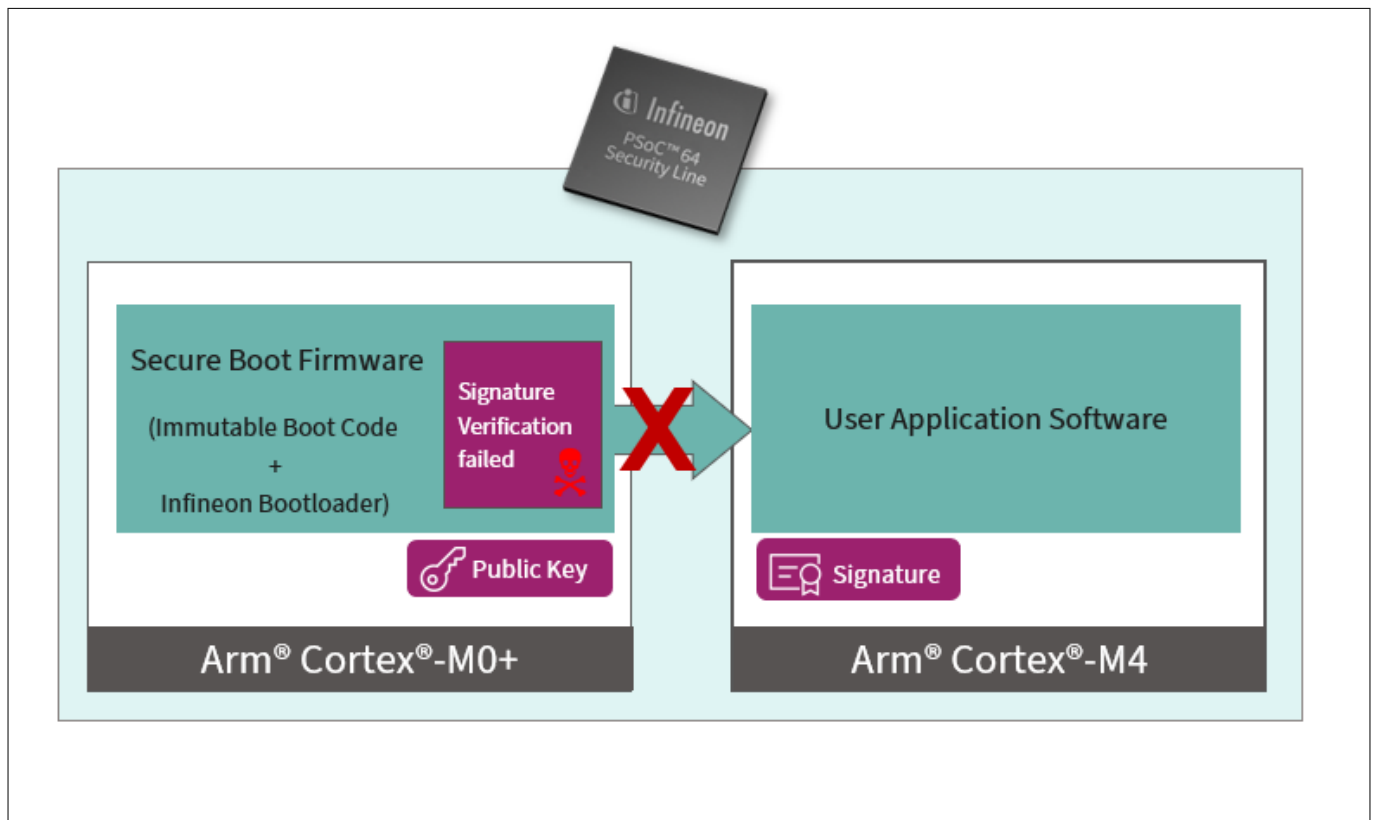 Infineon
PSoC™ 64
Security Line
Secure Boot Firmware
(Immutable Boot Code
+
Infineon Bootloader)
Signature
Verification
failed
X
User Application Software
Public Key
Signature
Arm® Cortex®-M0+
Arm® Cortex®-M4